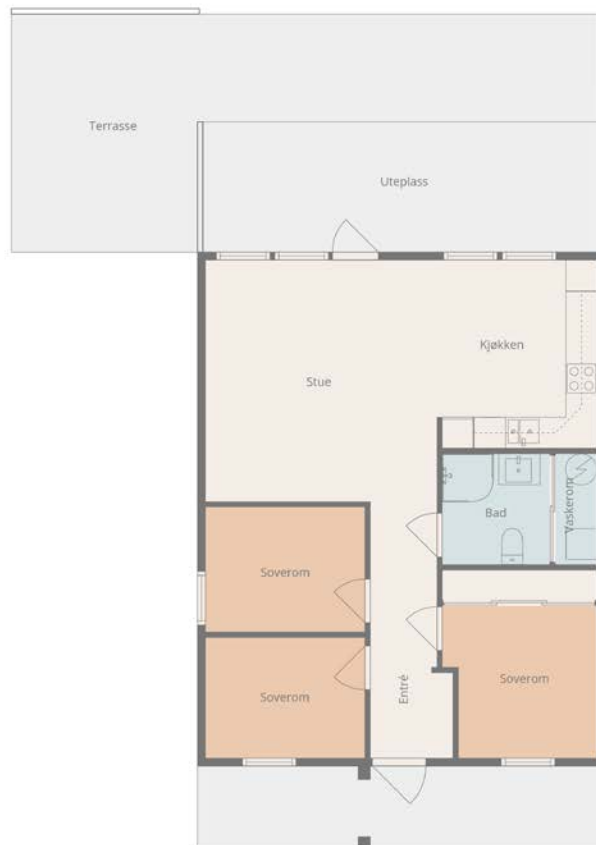 Terrasse
Uteplass
Kjøkken
Stue
Bad
Vaskerom
Soverom
Soverom
Entré
Soverom